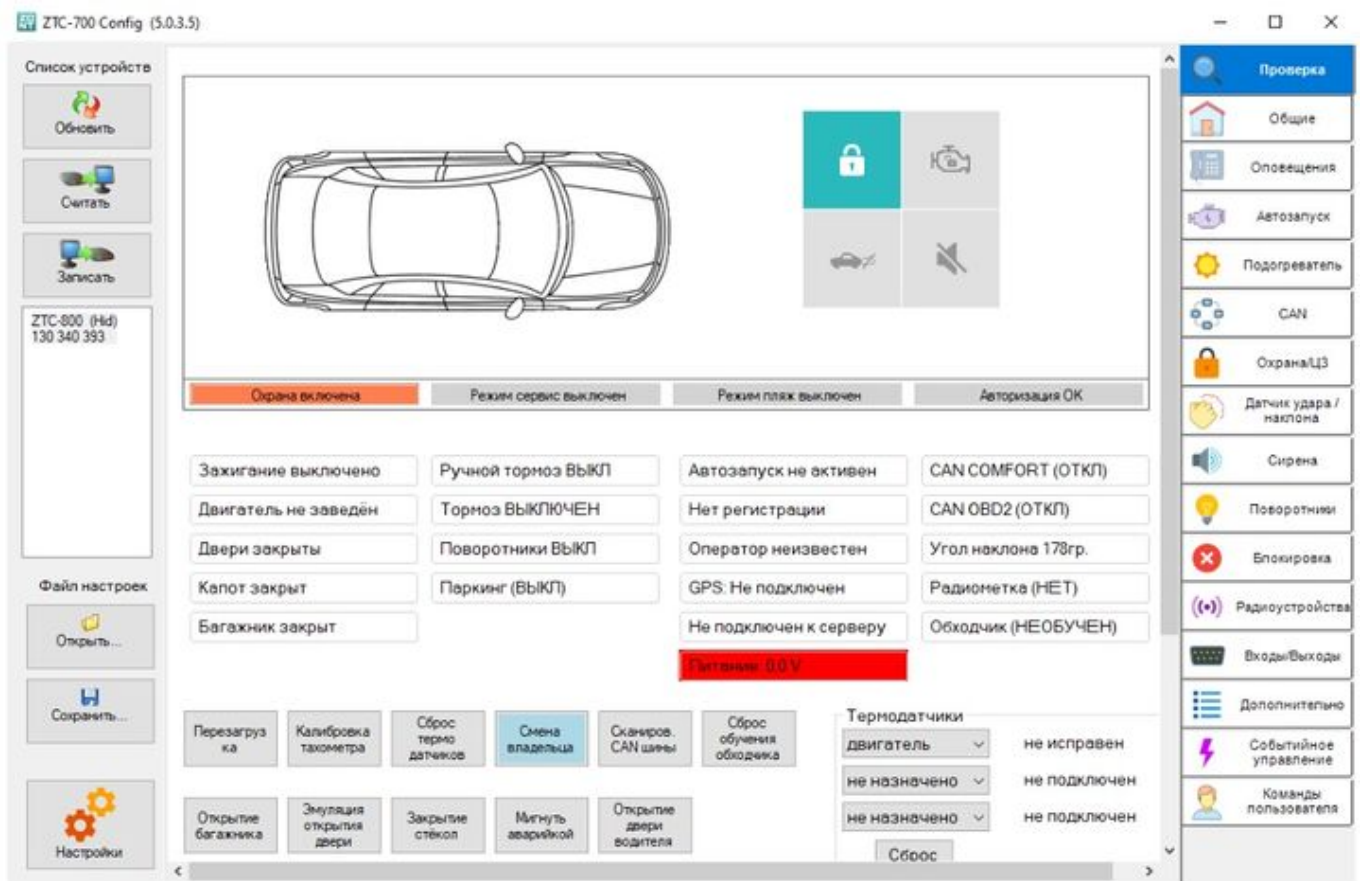 ZTC-700 Config (5.0.3.5)
Список устройств
Обновить
Считать
Записать
ZTC-800 (Hid)
130 340 393
Файл настроек
Открыть...
Сохранить...
Настройки
Охрана включена
Режим сервис выключен
Режим пляж выключен
Авторизация ОК
Зажигание выключено
Ручной тормоз ВЫКЛ
Автозапуск не активен
CAN COMFORT (ОТКЛ)
Двигатель не заведён
Тормоз ВЫКЛЮЧЕН
Нет регистрации
CAN OBD2 (ОТКЛ)
Двери закрыты
Поворотники ВЫКЛ
Оператор неизвестен
Угол наклона 178гр.
Капот закрыт
Паркинг (ВЫКЛ)
GPS: Не подключен
Радиометка (НЕТ)
Багажник закрыт
Не подключен к серверу
Обходчик (НЕОБУЧЕН)
Питание: 0.0 V
Перезагруз
ка
Калибровка
тахометра
Сброс
термо
датчиков
Смена
владельца
Сканиров.
CAN шины
Сброс
обучения
обходчика
Открытие
багажника
Эмуляция
открытия
двери
Закрытие
стёкол
Мигнуть
аварийкой
Открытие
двери
водителя
Термодатчики
двигатель
не исправен
не назначено
не подключен
не назначено
не подключен
Сброс
Проверка
Общие
Оповещения
Автозапуск
Подогреватель
CAN
Охрана/ЦЗ
Датчик удара /
наклона
Сирена
Поворотники
Блокировка
Радиоустройства
Входы/Выходы
Дополнительно
Событийное
управление
Команды
пользователя